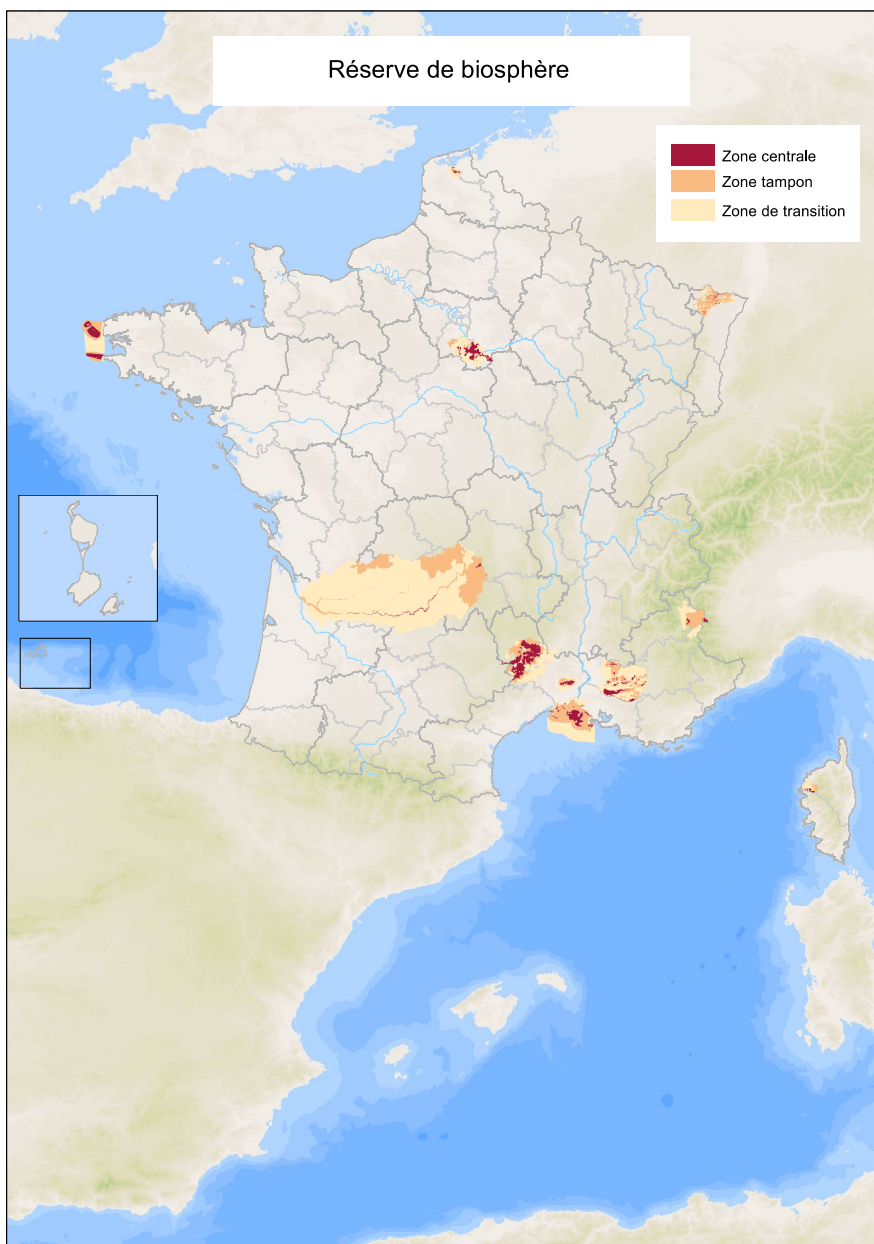 Réserve de biosphère
Zone centrale
Zone tampon
Zone de transition